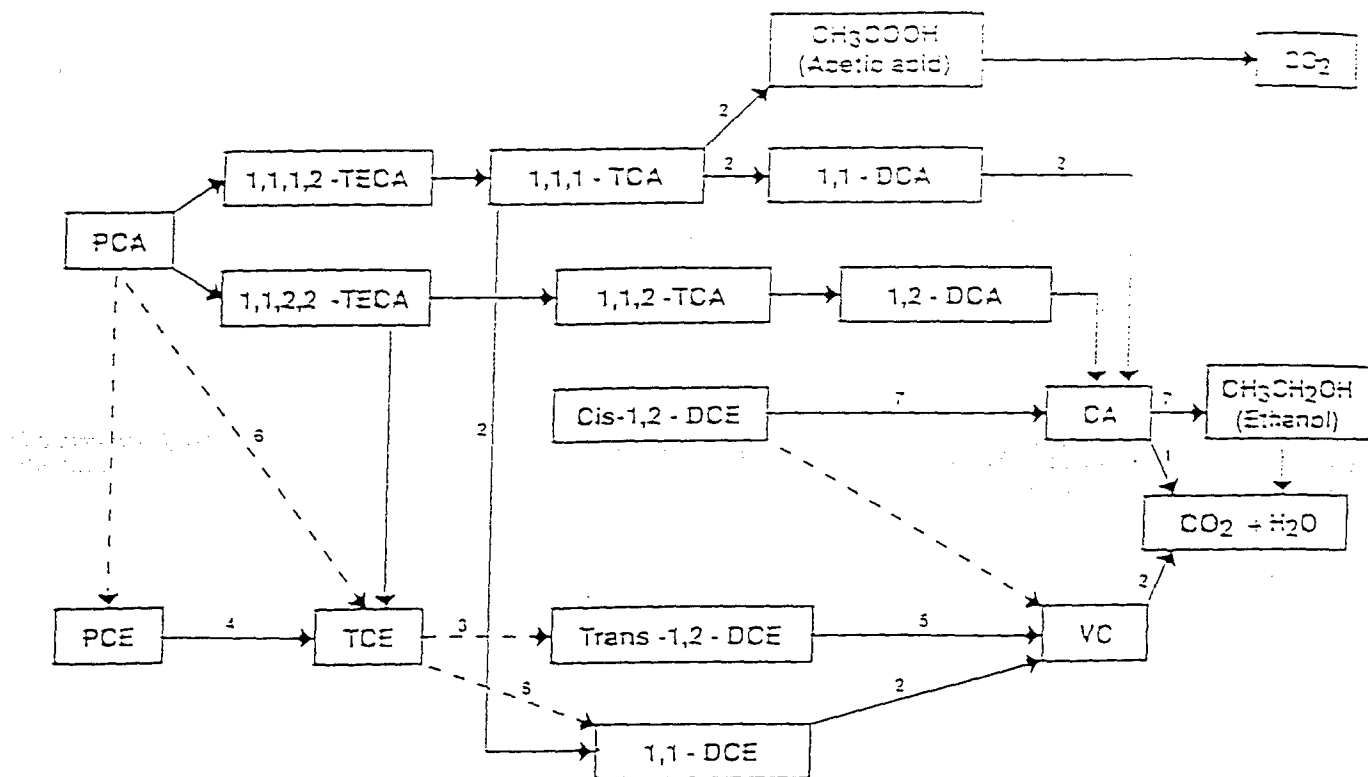 CH3COOH
(Acetic acid)
CO2
2
1,1,1,2 -TECA
1,1,1 - TCA
2
1,1 - DCA
2
PCA
1,1,2,2 -TECA
1,1,2 -TCA
1,2 - DCA
Cis-1,2 - DCE
7
CA
7
CH3CH2OH
(Ethanol)
6
2
1
CO2 + H2O
2
PCE
4
TCE
3
Trans -1,2 - DCE
5
VC
2
1,1 - DCE